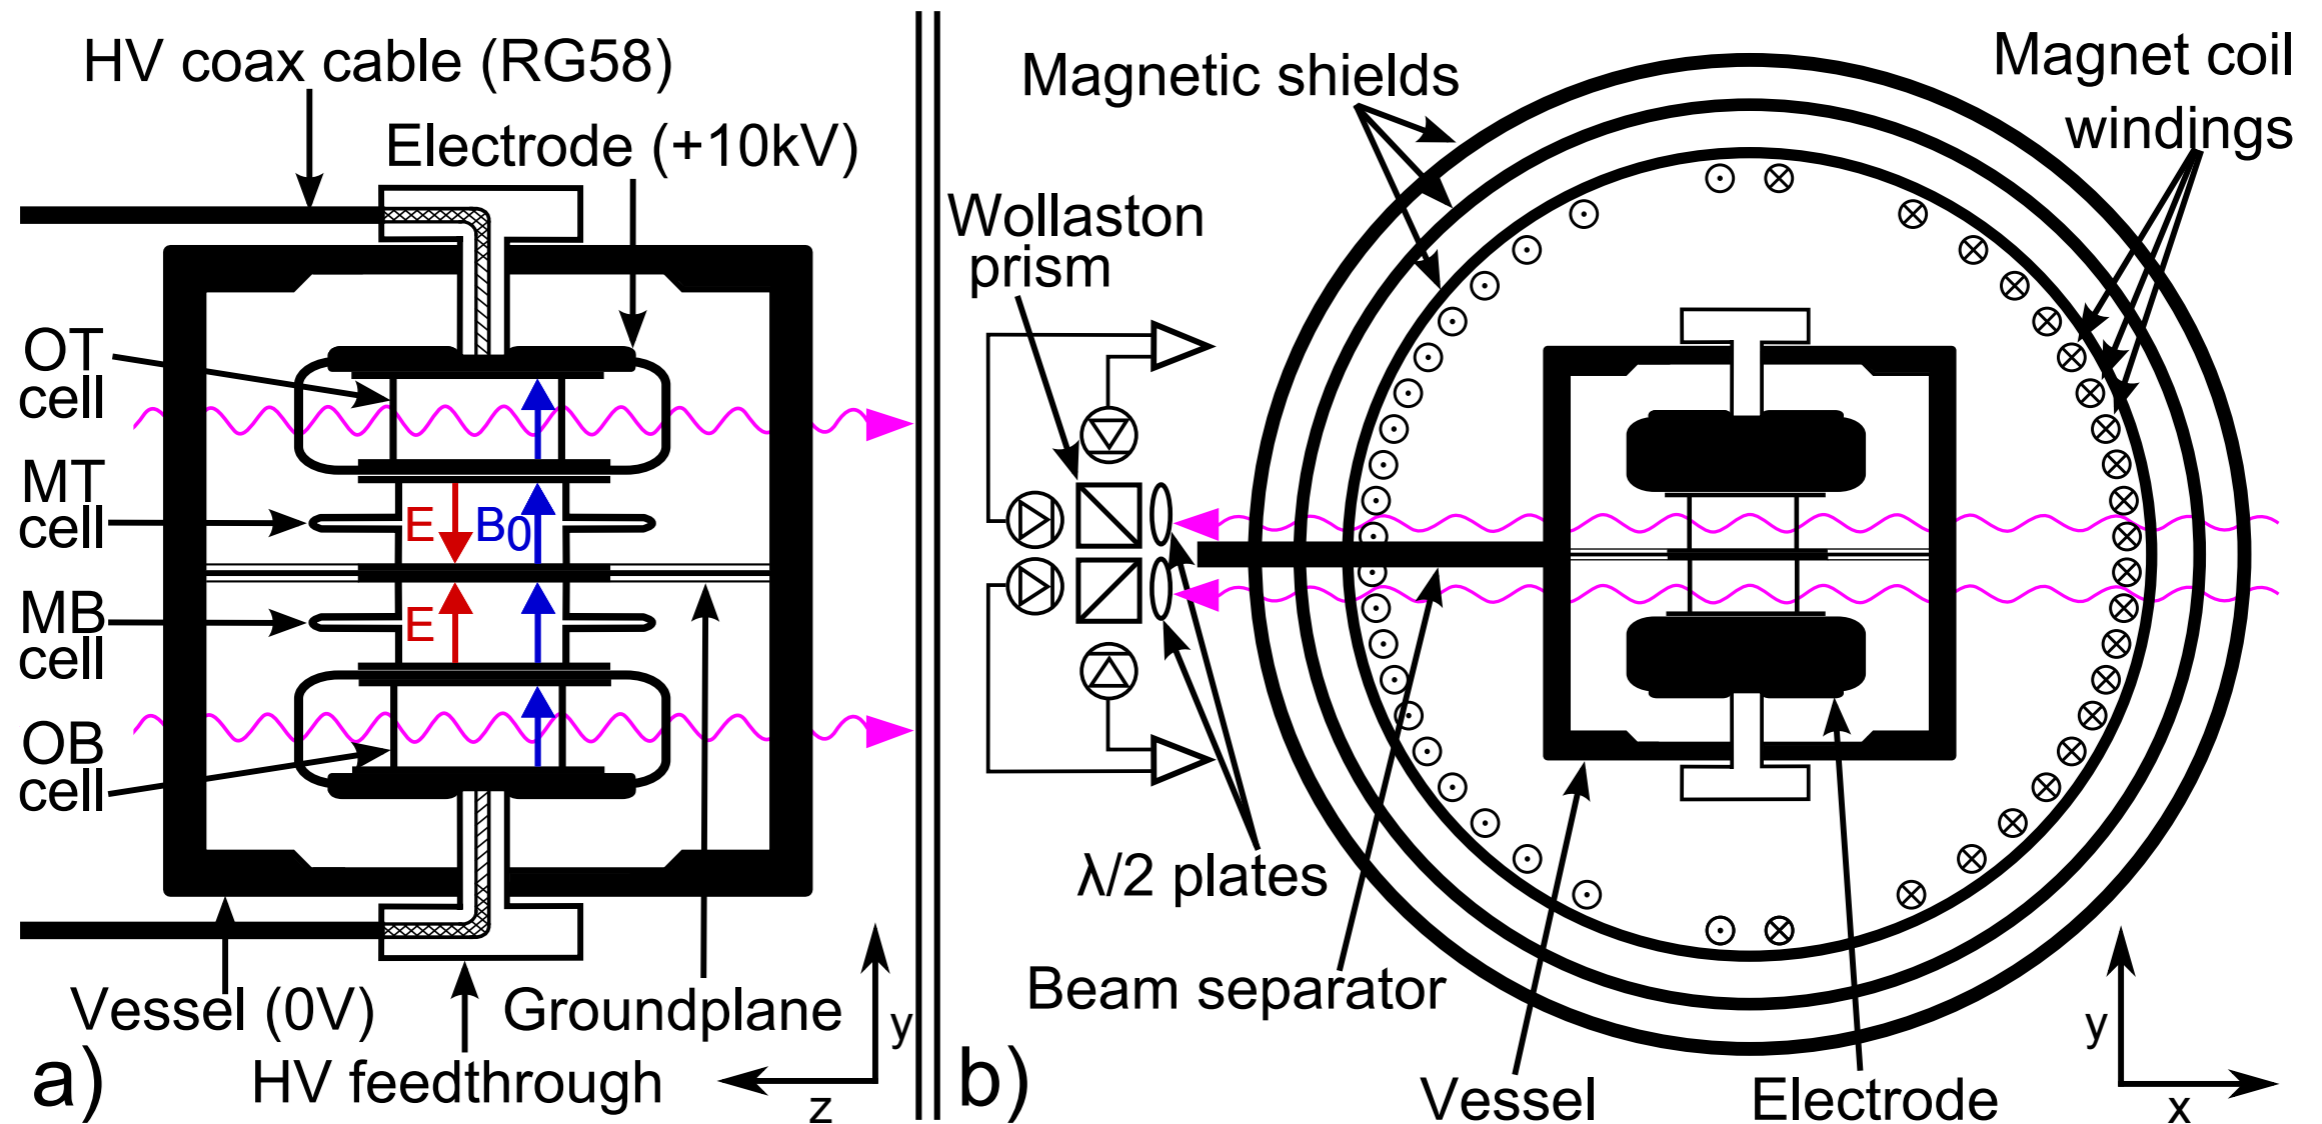 HV coax cable (RG58)
Electrode (+10kV)
OT
cell
MT
cell
MB
cell
OB
cell
E
B0
E
Vessel (0V)
Groundplane
HV feedthrough
y
z
a)
Magnetic shields
Magnet coil
windings
Wollaston
prism
λ/2 plates
Beam separator
Vessel
Electrode
y
x
b)